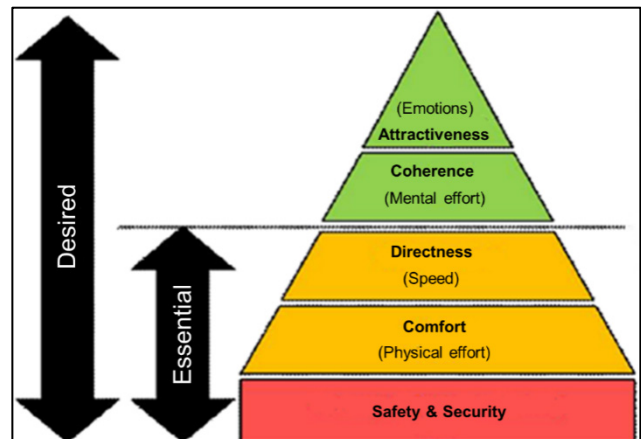 Desired
Essential
(Emotions)
Attractiveness
Coherence
(Mental effort)
Directness
(Speed)
Comfort
(Physical effort)
Safety & Security